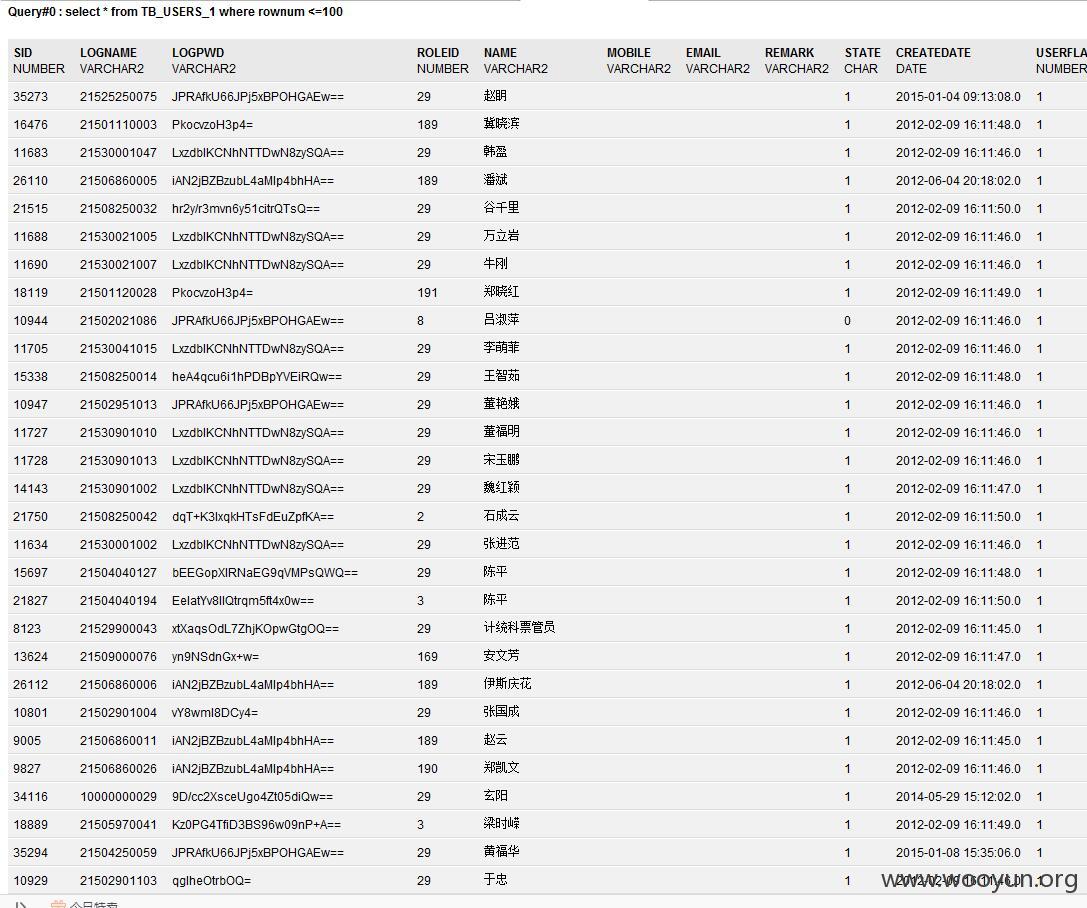 Query#0 : select * from TB_USERS_1 where rownum <=100
SID LOGNAME LOGPWD ROLEID NAME MOBILE EMAIL REMARK STATE CREATEDATE USERFLA
NUMBER VARCHAR2 VARCHAR2 NUMBER VARCHAR2 VARCHAR2 VARCHAR2 VARCHAR2 CHAR DATE NUMBER
35273 21525250075 JPRAfkU66JPj5xBPOHGAEw== 29 赵明 1 2015-01-04 09:13:08.0 1
16476 21501110003 PkocvzoH3p4= 189 冀晓滨 1 2012-02-09 16:11:48.0 1
11683 21530001047 LxzdblKCNhNTTDwN8zySQA== 29 韩盈 1 2012-02-09 16:11:46.0 1
26110 21506860005 iAN2jBZBzubL4aMlp4bhHA== 189 潘斌 1 2012-06-04 20:18:02.0 1
21515 21508250032 hr2y/r3mvn6y51citrQTsQ== 29 谷千里 1 2012-02-09 16:11:50.0 1
11688 21530021005 LxzdblKCNhNTTDwN8zySQA== 29 万立岩 1 2012-02-09 16:11:46.0 1
11690 21530021007 LxzdblKCNhNTTDwN8zySQA== 29 牛刚 1 2012-02-09 16:11:46.0 1
18119 21501120028 PkocvzoH3p4= 191 郑晓红 1 2012-02-09 16:11:49.0 1
10944 21502021086 JPRAfkU66JPj5xBPOHGAEw== 8 吕淑萍 0 2012-02-09 16:11:46.0 1
11705 21530041015 LxzdblKCNhNTTDwN8zySQA== 29 李萌菲 1 2012-02-09 16:11:46.0 1
15338 21508250014 heA4qcu6i1hPDBpYVEiRQw== 29 王智茹 1 2012-02-09 16:11:48.0 1
10947 21502951013 JPRAfkU66JPj5xBPOHGAEw== 29 董艳娥 1 2012-02-09 16:11:46.0 1
11727 21530901010 LxzdblKCNhNTTDwN8zySQA== 29 董福明 1 2012-02-09 16:11:46.0 1
11728 21530901013 LxzdblKCNhNTTDwN8zySQA== 29 宋玉鹏 1 2012-02-09 16:11:46.0 1
14143 21530901002 LxzdblKCNhNTTDwN8zySQA== 29 魏红颖 1 2012-02-09 16:11:47.0 1
21750 21508250042 dqT+K3IxqkHTsFdEuZpfKA== 2 石成云 1 2012-02-09 16:11:50.0 1
11634 21530001002 LxzdblKCNhNTTDwN8zySQA== 29 张进范 1 2012-02-09 16:11:46.0 1
15697 21504040127 bEEGopXlRNaEG9qVMPsQWQ== 29 陈平 1 2012-02-09 16:11:48.0 1
21827 21504040194 EelatYv8IlQtrqm5ft4x0w== 3 陈平 1 2012-02-09 16:11:50.0 1
8123 21529900043 xtXaqsOdL7ZhjKOpwGtgOQ== 29 计统科票管员 1 2012-02-09 16:11:45.0 1
13624 21509000076 yn9NSdnGx+w= 169 安文芳 1 2012-02-09 16:11:47.0 1
26112 21506860006 iAN2jBZBzubL4aMlp4bhHA== 189 伊斯庆花 1 2012-06-04 20:18:02.0 1
10801 21502901004 vY8wmI8DCy4= 29 张国成 1 2012-02-09 16:11:46.0 1
9005 21506860011 iAN2jBZBzubL4aMlp4bhHA== 189 赵云 1 2012-02-09 16:11:45.0 1
9827 21506860026 iAN2jBZBzubL4aMlp4bhHA== 190 郑凯文 1 2012-02-09 16:11:46.0 1
34116 10000000029 9D/cc2XsceUgo4Zt05diQw== 29 玄阳 1 2014-05-29 15:12:02.0 1
18889 21505970041 Kz0PG4TfiD3BS96w09nP+A== 3 梁时嵘 1 2012-02-09 16:11:49.0 1
35294 21504250059 JPRAfkU66JPj5xBPOHGAEw== 29 黄福华 1 2015-01-08 15:35:06.0 1
10929 21502901103 qglheOtrbOQ= 29 于忠 1 2012-02-09 16:11:46.0 1
www.wooyun.org